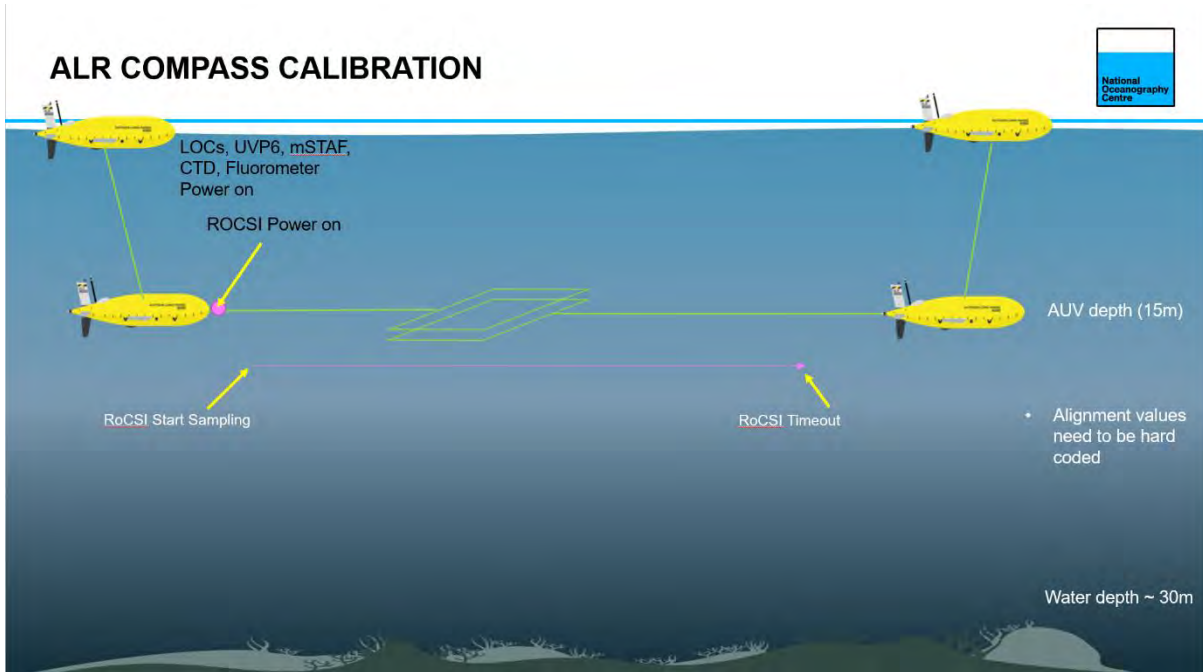 ALR COMPASS CALIBRATION
National
Oceanography
Centre
LOCs, UVP6, mSTAF,
CTD, Fluorometer
Power on
ROCSI Power on
AUV depth (15m)
RoCSI Start Sampling
RoCSI Timeout
• Alignment values
need to be hard
coded
Water depth ~ 30m